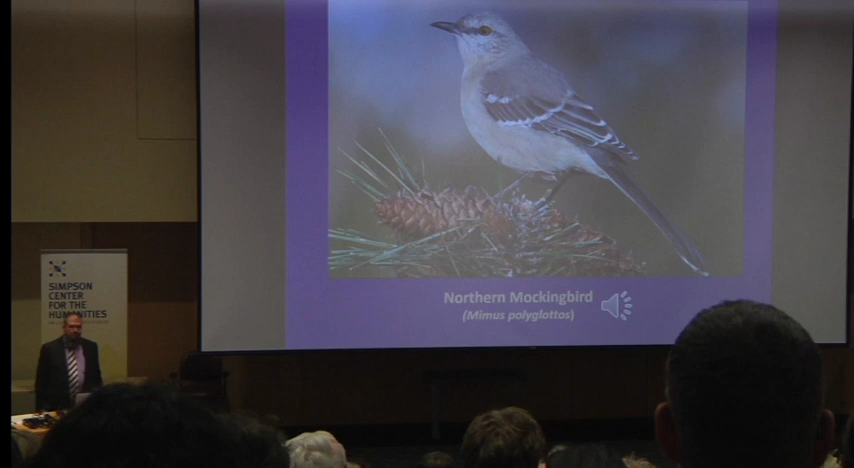 Northern Mockingbird
(Mimus polyglottos)
SIMPSON
CENTER
FOR THE
HUMANITIES